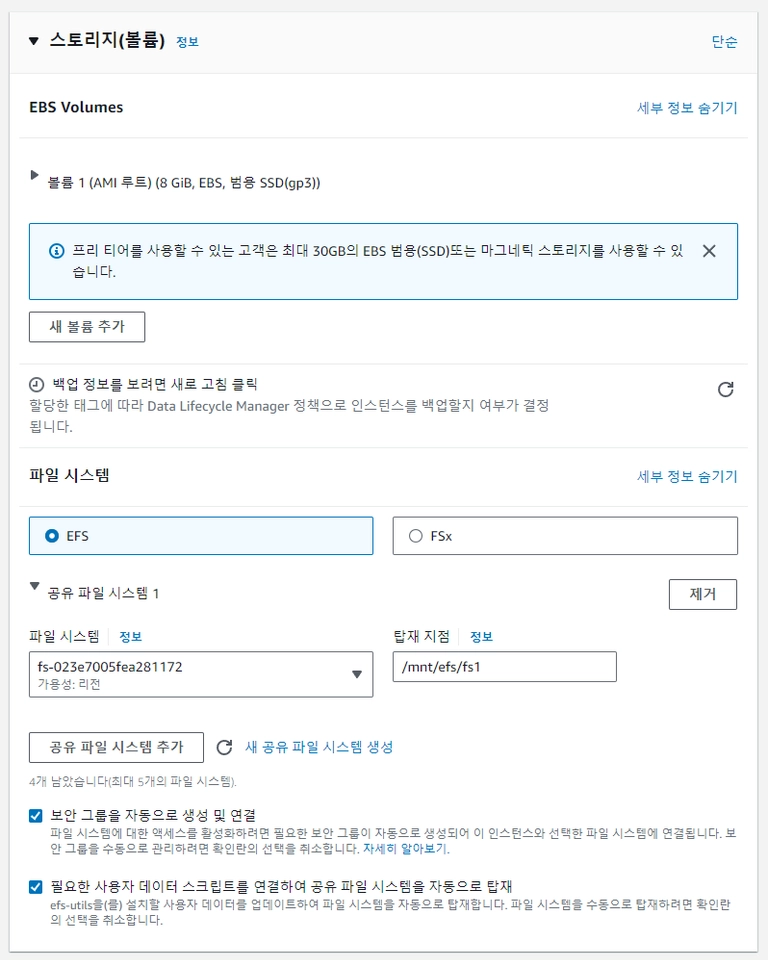 스토리지(볼륨) 정보 단순
EBS Volumes 세부 정보 숨기기
볼륨 1 (AMI 루트) (8 GiB, EBS, 범용 SSD(gp3))
프리 티어를 사용할 수 있는 고객은 최대 30GB의 EBS 범용(SSD)또는 마그네틱 스토리지를 사용할 수 있
습니다.
새 볼륨 추가
백업 정보를 보려면 새로 고침 클릭
할당한 태그에 따라 Data Lifecycle Manager 정책으로 인스턴스를 백업할지 여부가 결정
됩니다.
파일 시스템 세부 정보 숨기기
EFS FSx
공유 파일 시스템 1 제거
파일 시스템 정보 탑재 지점 정보
fs-023e7005fea281172 /mnt/efs/fs1
가용성: 리전
공유 파일 시스템 추가 새 공유 파일 시스템 생성
4개 남았습니다(최대 5개의 파일 시스템).
보안 그룹을 자동으로 생성 및 연결
파일 시스템에 대한 액세스를 활성화하려면 필요한 보안 그룹이 자동으로 생성되어 이 인스턴스와 선택한 파일 시스템에 연결됩니다. 보
안 그룹을 수동으로 관리하려면 확인란의 선택을 취소합니다. 자세히 알아보기.
필요한 사용자 데이터 스크립트를 연결하여 공유 파일 시스템을 자동으로 탑재
efs-utils을(를) 설치할 사용자 데이터를 업데이트하여 파일 시스템을 자동으로 탑재합니다. 파일 시스템을 수동으로 탑재하려면 확인란
의 선택을 취소합니다.